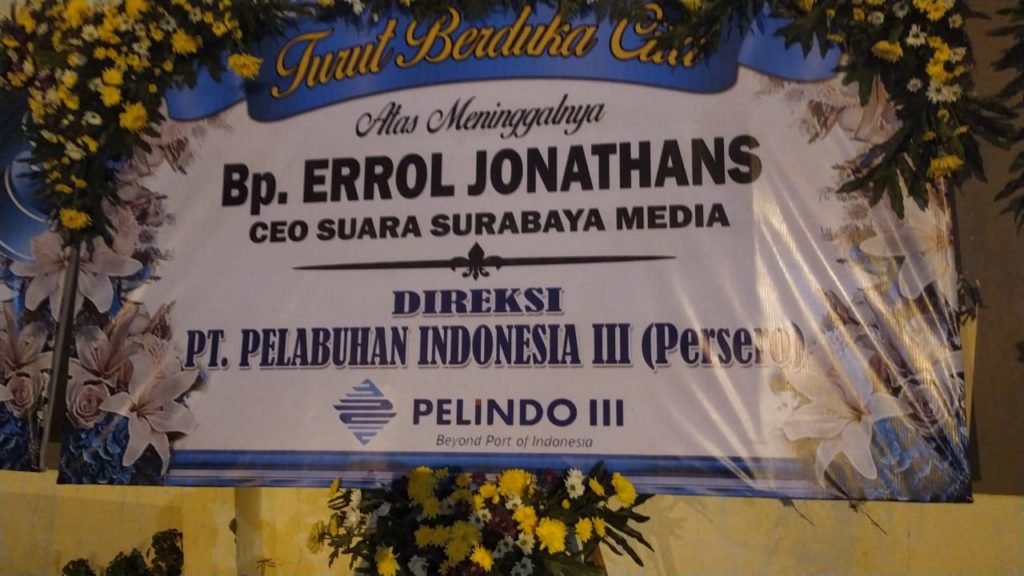 Turut Berduka Cita
Atas Meninggalnya
Bp. ERROL JONATHANS
CEO SUARA SURABAYA MEDIA
DIREKSI
PT. PELABUHAN INDONESIA III (Persero)
PELINDO III
Beyond Port of Indonesia